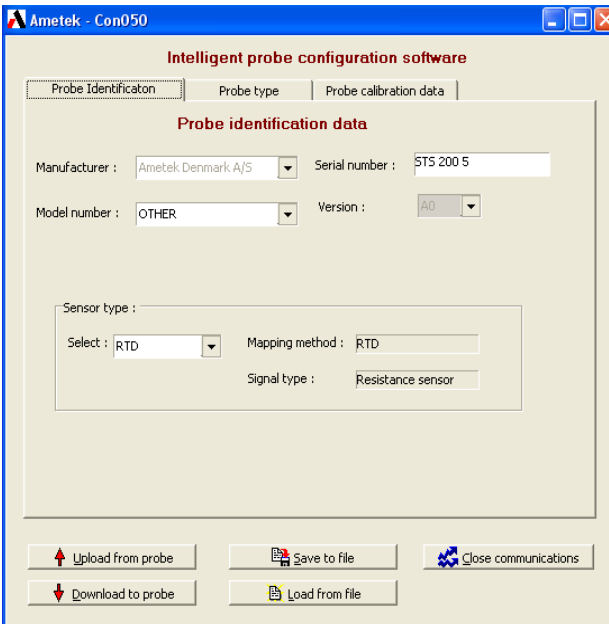 Ametek - Con050
Intelligent probe configuration software
Probe Identificaton
Probe type
Probe calibration data
Probe identification data
Manufacturer : Ametek Denmark A/S Serial number : STS 200 5
Model number : OTHER Version : A0
Sensor type :
Select : RTD Mapping method : RTD
Signal type : Resistance sensor
Upload from probe Save to file Close communications
Download to probe Load from file